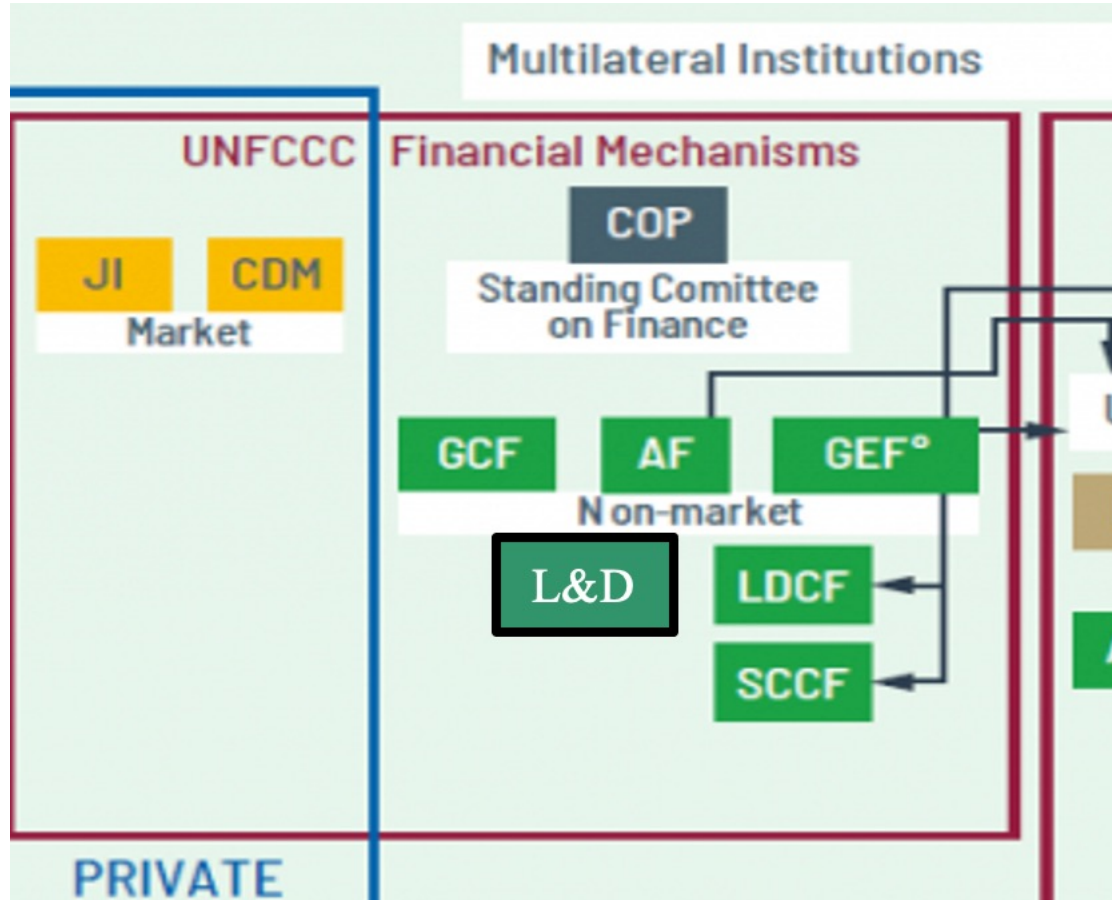 Multilateral Institutions
UNFCCC Financial Mechanisms
COP
JI CDM
Standing Comittee
on Finance
Market
GCF AF GEF°
Non-market
L&D
LDCF
SCCF
PRIVATE